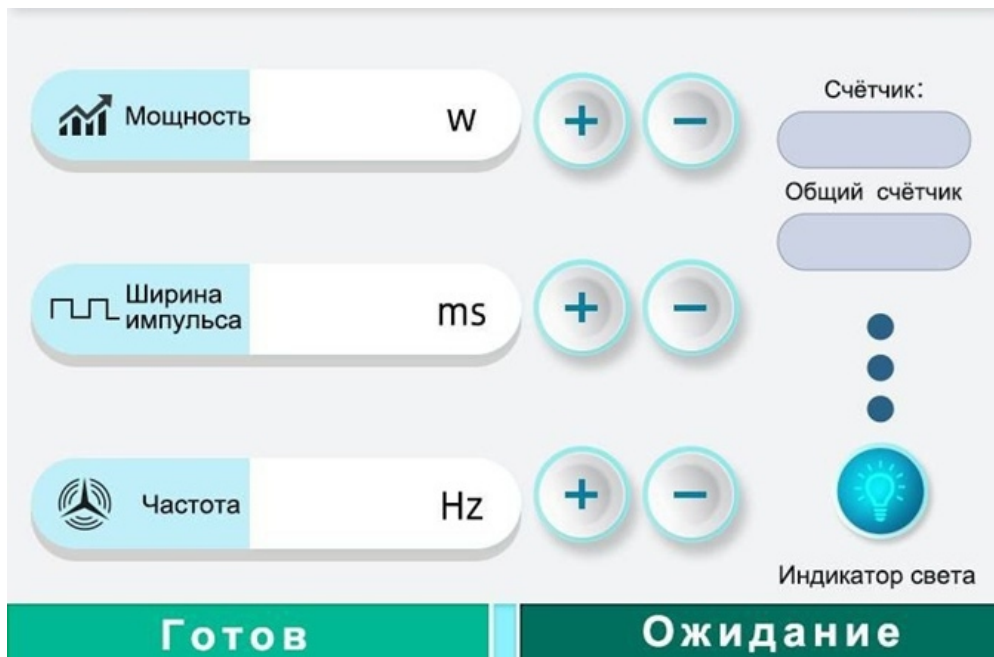 Мощность
w
+
−
Счётчик:
Общий счётчик
Ширина
импульса
ms
+
−
Частота
Hz
+
−
Индикатор света
Готов
Ожидание